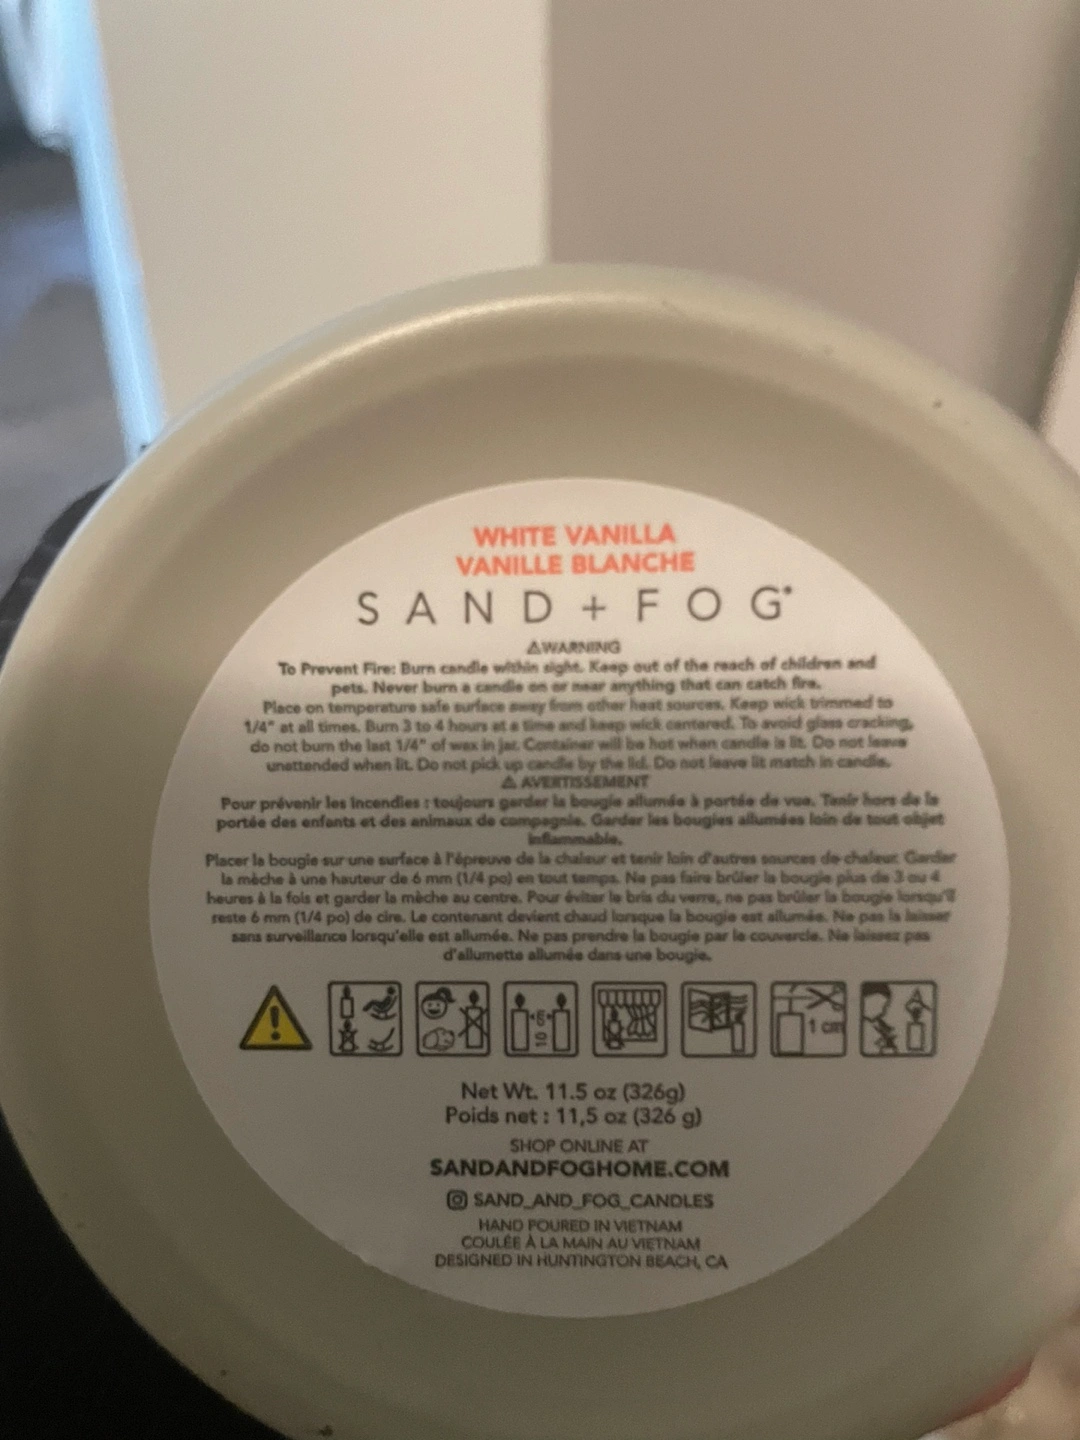 WHITE VANILLA
VANILLE BLANCHE
SAND + FOG®
⚠WARNING
To Prevent Fire: Burn candle within sight. Keep out of the reach of children and
pets. Never burn a candle on or near anything that can catch fire.
Place on temperature safe surface away from other heat sources. Keep wick trimmed to
1/4" at all times. Burn 3 to 4 hours at a time and keep wick centered. To avoid glass cracking,
do not burn the last 1/4" of wax in jar. Container will be hot when candle is lit. Do not leave
unattended when lit. Do not pick up candle by the lid. Do not leave lit match in candle.
⚠ AVERTISSEMENT
Pour prévenir les incendies : toujours garder la bougie allumée à portée de vue. Tenir hors de la
portée des enfants et des animaux de compagnie. Garder les bougies allumées loin de tout objet
inflammable.
Placer la bougie sur une surface à l'épreuve de la chaleur et tenir loin d'autres sources de chaleur. Garder
la mèche à une hauteur de 6 mm (1/4 po) en tout temps. Ne pas faire brûler la bougie plus de 3 ou 4
heures à la fois et garder la mèche au centre. Pour éviter le bris du verre, ne pas brûler la bougie lorsqu'il
reste 6 mm (1/4 po) de cire. Le contenant devient chaud lorsque la bougie est allumée. Ne pas la laisser
sans surveillance lorsqu'elle est allumée. Ne pas prendre la bougie par le couvercle. Ne laissez pas
d'allumette allumée dans une bougie.
1 cm
Net Wt. 11.5 oz (326g)
Poids net : 11,5 oz (326 g)
SHOP ONLINE AT
SANDANDFOGHOME.COM
SAND_AND_FOG_CANDLES
HAND POURED IN VIETNAM
COULÉE À LA MAIN AU VIETNAM
DESIGNED IN HUNTINGTON BEACH, CA